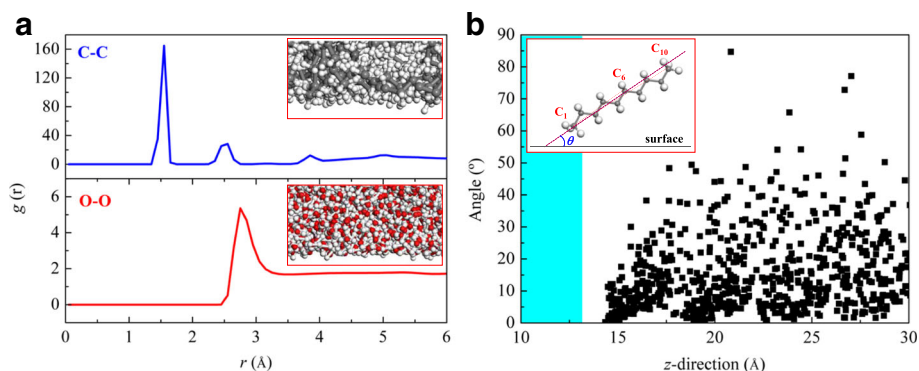 a
C-C
160
120
80
40
0
O-O
6
4
2
0
g (r)
0 1 2 3 4 5 6
r (Å)
b
90
80
70
60
50
40
30
20
10
0
Angle (º)
C10
C6
C1
θ
surface
10 15 20 25 30
z-direction (Å)